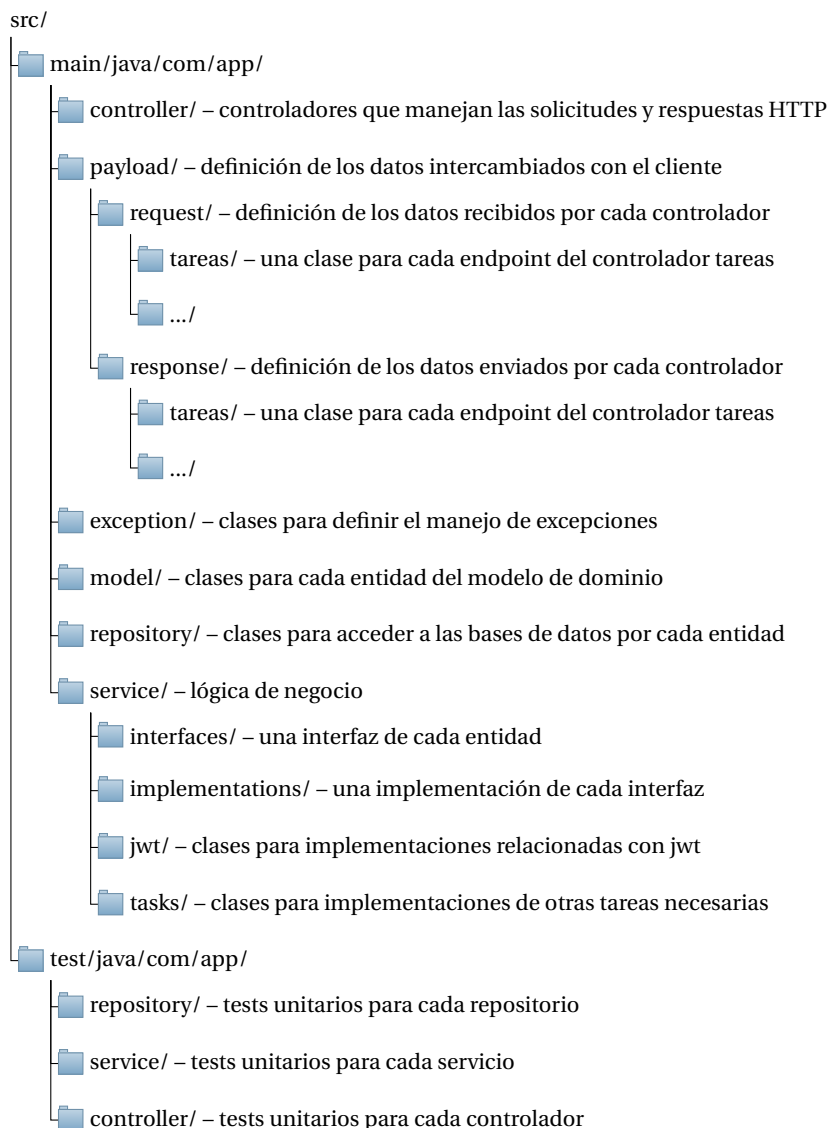 src/
main/java/com/app/
controller/ – controladores que manejan las solicitudes y respuestas HTTP
payload/ – definición de los datos intercambiados con el cliente
request/ – definición de los datos recibidos por cada controlador
tareas/ – una clase para cada endpoint del controlador tareas
.../
response/ – definición de los datos enviados por cada controlador
tareas/ – una clase para cada endpoint del controlador tareas
.../
exception/ – clases para definir el manejo de excepciones
model/ – clases para cada entidad del modelo de dominio
repository/ – clases para acceder a las bases de datos por cada entidad
service/ – lógica de negocio
interfaces/ – una interfaz de cada entidad
implementations/ – una implementación de cada interfaz
jwt/ – clases para implementaciones relacionadas con jwt
tasks/ – clases para implementaciones de otras tareas necesarias
test/java/com/app/
repository/ – tests unitarios para cada repositorio
service/ – tests unitarios para cada servicio
controller/ – tests unitarios para cada controlador